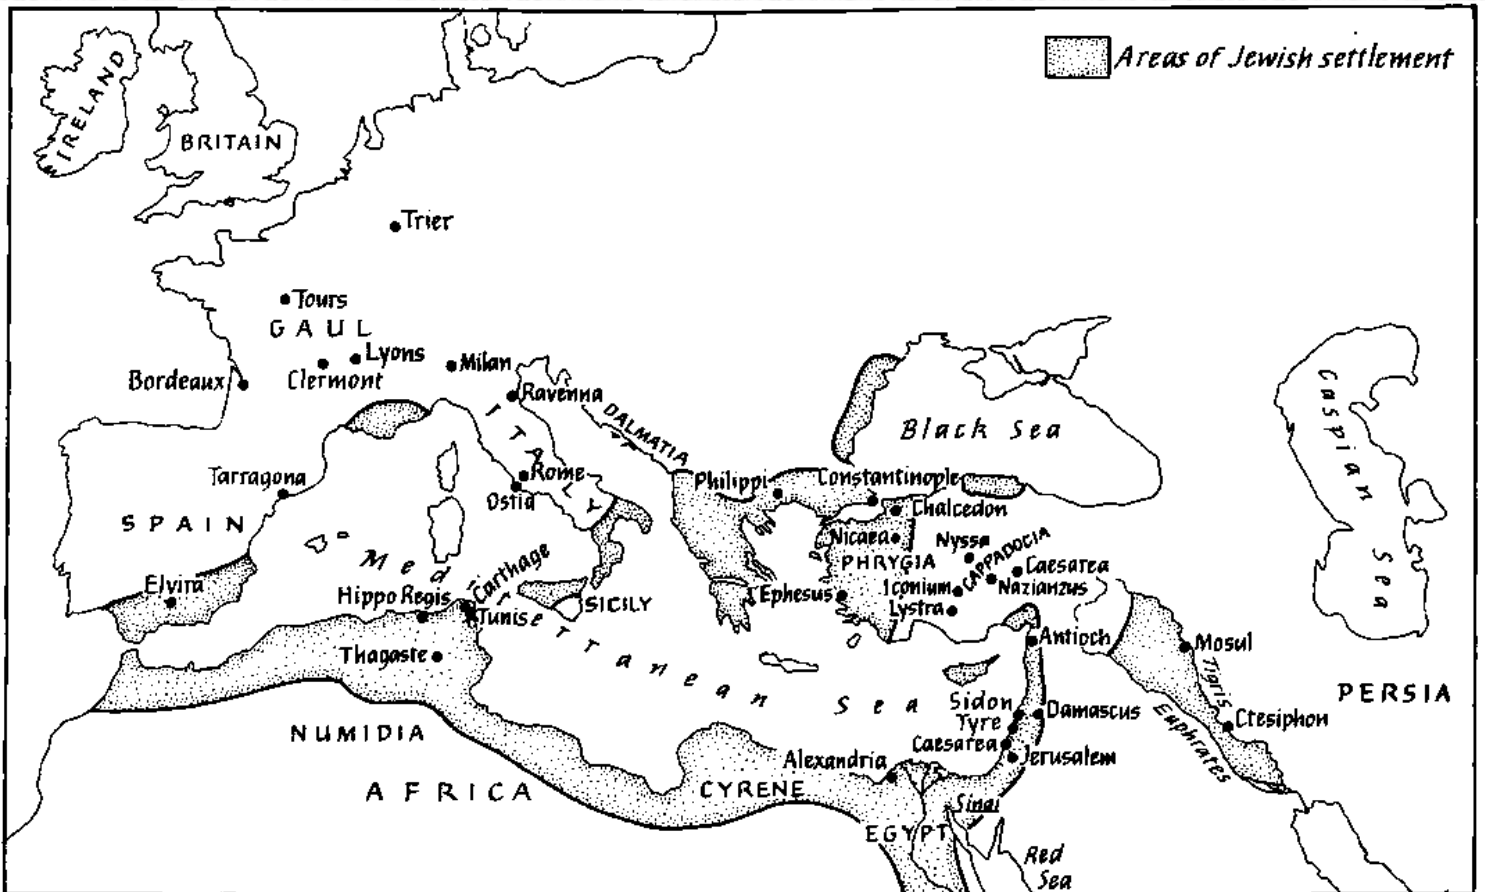 Areas of Jewish settlement
IRELAND
BRITAIN
Trier
Tours
GAUL
Lyons
Clermont
Bordeaux
Milan
Ravenna
ITALY
DALMATIA
Rome
Ostia
Tarragona
SPAIN
Elvira
Black Sea
Caspian Sea
Philippi
Constantinople
Chalcedon
Nicaea
Nyssa
PHRYGIA
CAPPADOCIA
Caesarea
Nazianzus
Iconium
Lystra
Ephesus
Carthage
Hippo Regis
Tunis
SICILY
Thagaste
Mediterranean Sea
Antioch
Mosul
Tigris
PERSIA
Sidon
Damascus
Tyre
Ctesiphon
Euphrates
Caesarea
Jerusalem
NUMIDIA
Alexandria
AFRICA
CYRENE
Sinai
EGYPT
Red
Sea